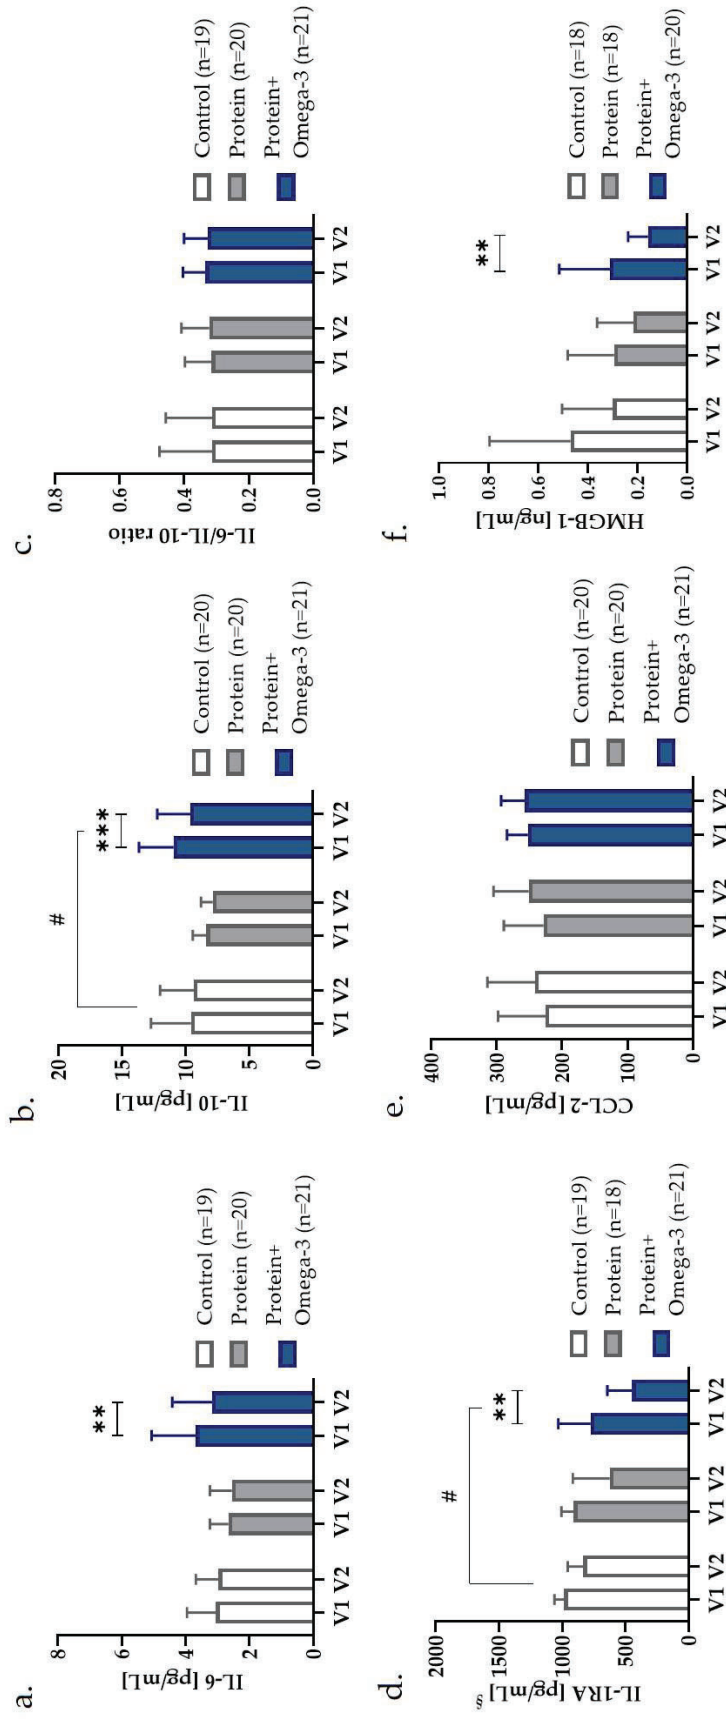 a.
IL-6 [pg/mL]
8
6
4
2
0
V1 V2 V1 V2 V1 V2
**
Control (n=19)
Protein (n=20)
Protein+
Omega-3 (n=21)
b.
IL-10 [pg/mL]
20
15
10
5
0
V1 V2 V1 V2 V1 V2
#
***
Control (n=20)
Protein (n=20)
Protein+
Omega-3 (n=21)
c.
IL-6/IL-10 ratio
0.8
0.6
0.4
0.2
0.0
V1 V2 V1 V2 V1 V2
Control (n=19)
Protein (n=20)
Protein+
Omega-3 (n=21)
d.
IL-1RA [pg/mL] §
2000
1500
1000
500
0
V1 V2 V1 V2 V1 V2
#
**
Control (n=19)
Protein (n=18)
Protein+
Omega-3 (n=21)
e.
CCL-2 [pg/mL]
400
300
200
100
0
V1 V2 V1 V2 V1 V2
Control (n=20)
Protein (n=20)
Protein+
Omega-3 (n=21)
f.
HMGB-1 [ng/mL]
1.0
0.8
0.6
0.4
0.2
0.0
V1 V2 V1 V2 V1 V2
**
Control (n=18)
Protein (n=18)
Protein+
Omega-3 (n=20)